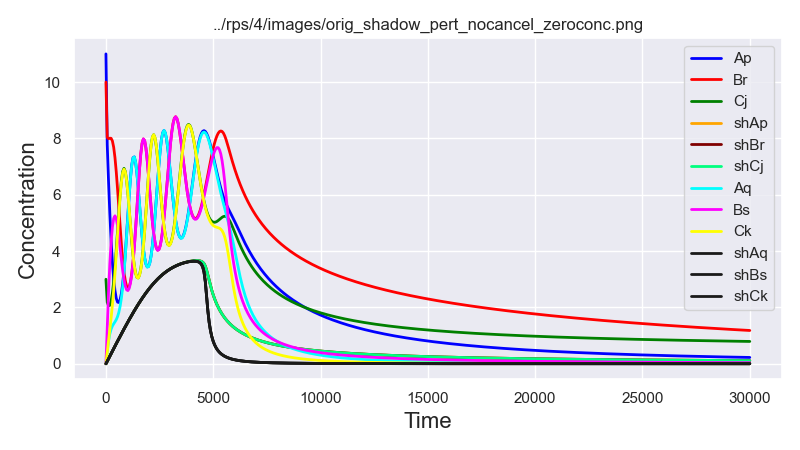 ../rps/4/images/orig_shadow_pert_nocancel_zeroconc.png
Concentration
10
8
6
4
2
0
0
5000
10000
15000
20000
25000
30000
Time
Ap
Br
Cj
shAp
shBr
shCj
Aq
Bs
Ck
shAq
shBs
shCk